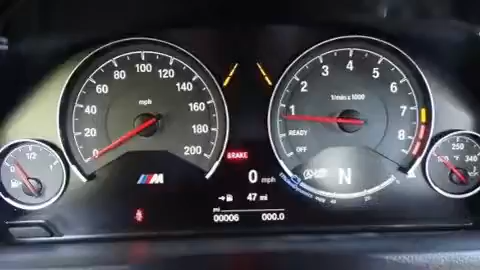 0
20
40
60
80
100
120
140
160
180
200
mph
M
BRAKE
0 mph
47 mi
mi
00006 000.0
1
2
3
4
5
6
7
8
1/min x 1000
READY
OFF
N
1/2
250
°F
340